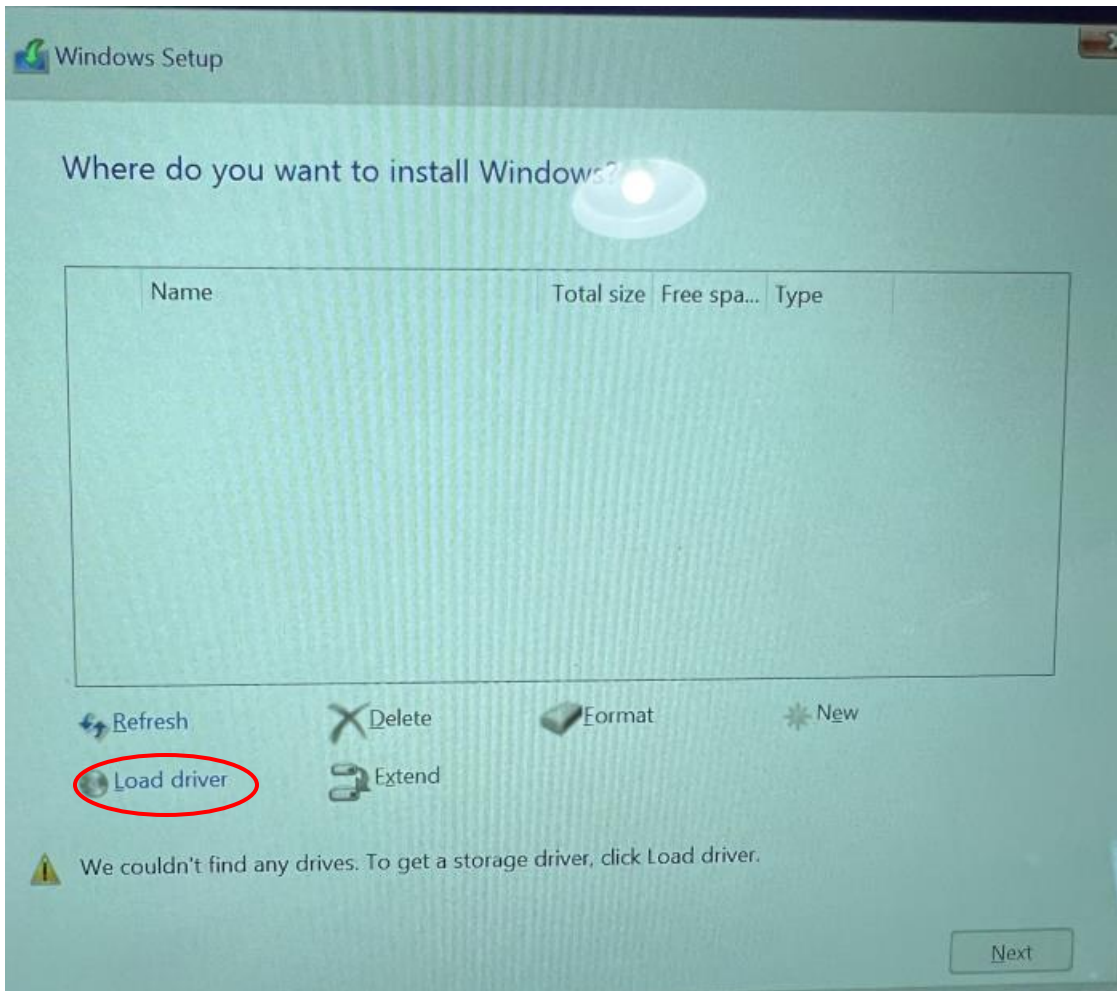 Windows Setup
Where do you want to install Windows?
Name Total size Free spa... Type
Refresh Delete Format New
Load driver Extend
We couldn't find any drives. To get a storage driver, click Load driver.
Next